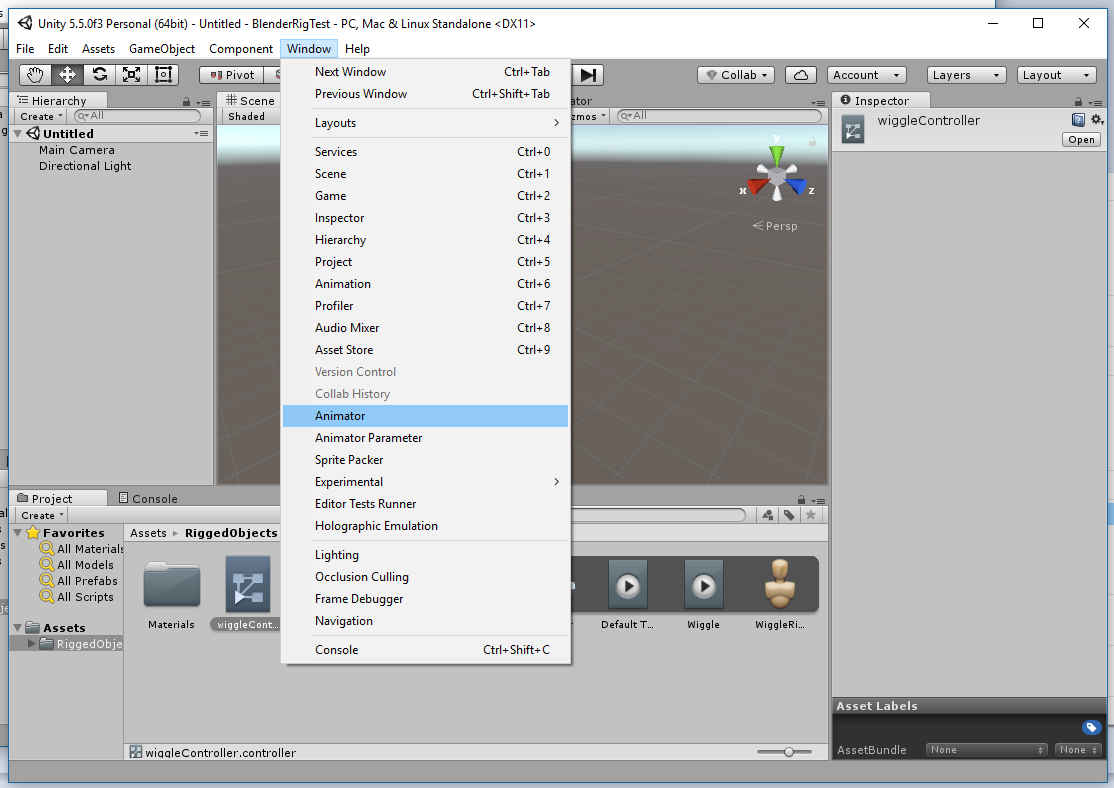 Unity 5.5.0f3 Personal (64bit) - Untitled - BlenderRigTest - PC, Mac & Linux Standalone <DX11>
File Edit Assets GameObject Component Window Help
Pivot
Collab
Account
Layers
Layout
Hierarchy
Create
All
Untitled
Main Camera
Directional Light
Scene
Shaded
zmos
All
y
x
z
Persp
Next Window Ctrl+Tab
Previous Window Ctrl+Shift+Tab
Layouts
Services Ctrl+0
Scene Ctrl+1
Game Ctrl+2
Inspector Ctrl+3
Hierarchy Ctrl+4
Project Ctrl+5
Animation Ctrl+6
Profiler Ctrl+7
Audio Mixer Ctrl+8
Asset Store Ctrl+9
Version Control
Collab History
Animator
Animator Parameter
Sprite Packer
Experimental
Editor Tests Runner
Holographic Emulation
Lighting
Occlusion Culling
Frame Debugger
Navigation
Console Ctrl+Shift+C
Inspector
wiggleController
Open
Project
Console
Create
Favorites
All Materials
All Models
All Prefabs
All Scripts
Assets
RiggedObje
Assets ▸ RiggedObjects
Materials
wiggleCont...
Default T...
Wiggle
WiggleRi...
wiggleController.controller
Asset Labels
AssetBundle None None